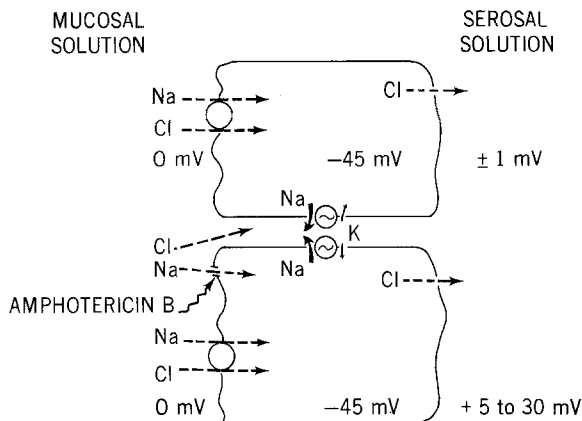 MUCOSAL
SOLUTION
SEROSAL
SOLUTION
Na
Cl
0 mV
Cl
−45 mV
± 1 mV
Na
K
Cl
Na
Na
Cl
AMPHOTERICIN B
Na
Cl
0 mV
−45 mV
+ 5 to 30 mV